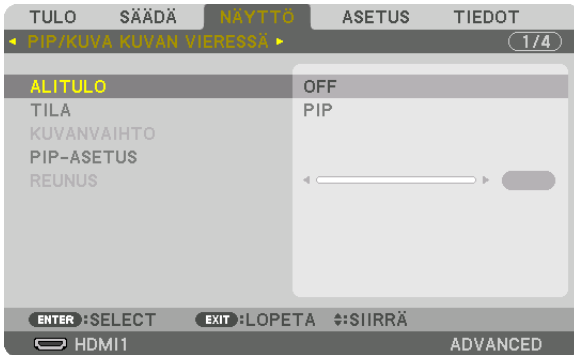 TULO SÄÄDÄ NÄYTTÖ ASETUS TIEDOT
PIP/KUVA KUVAN VIERESSÄ 1/4
ALITULO OFF
TILA PIP
KUVANVAIHTO
PIP-ASETUS
REUNUS
ENTER :SELECT EXIT :LOPETA :SIIRRÄ
HDMI1 ADVANCED